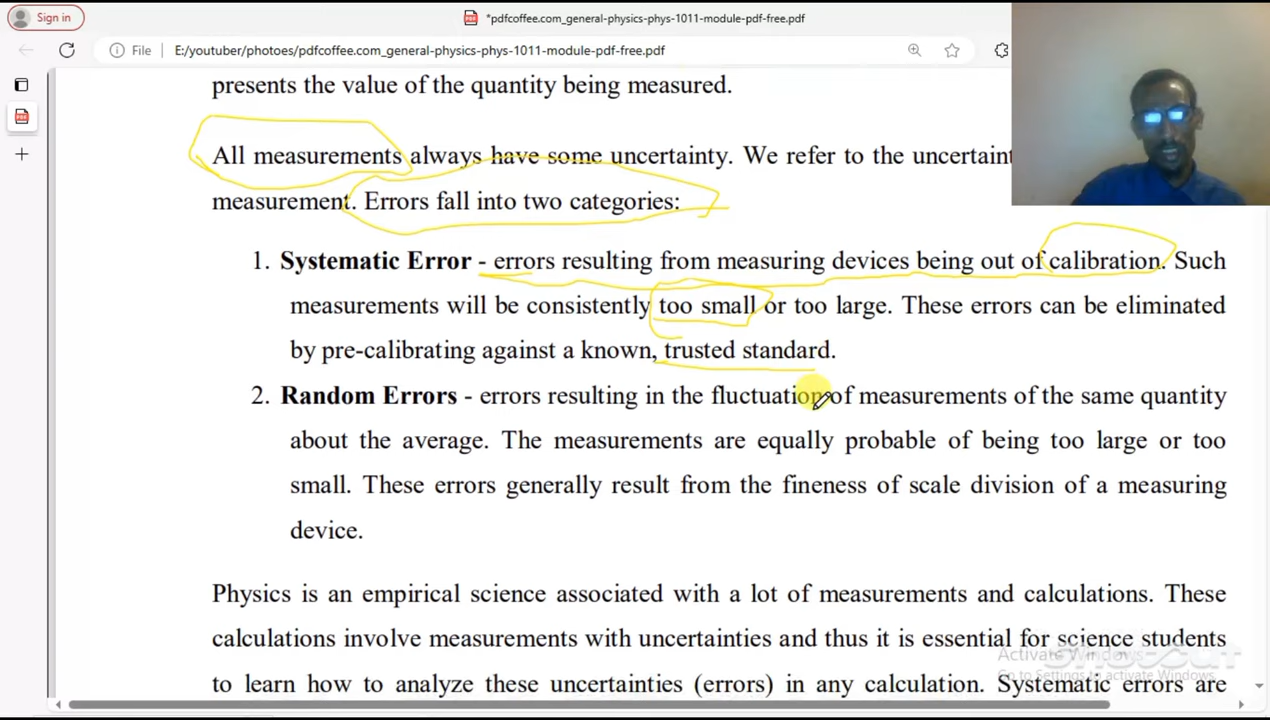 Sign in
*pdfcoffee.com_general-physics-phys-1011-module-pdf-free.pdf
File | E:/youtuber/photoes/pdfcoffee.com_general-physics-phys-1011-module-pdf-free.pdf
presents the value of the quantity being measured.
All measurements always have some uncertainty. We refer to the uncertaint
measurement. Errors fall into two categories:
1. Systematic Error - errors resulting from measuring devices being out of calibration. Such
measurements will be consistently too small or too large. These errors can be eliminated
by pre-calibrating against a known, trusted standard.
2. Random Errors - errors resulting in the fluctuation of measurements of the same quantity
about the average. The measurements are equally probable of being too large or too
small. These errors generally result from the fineness of scale division of a measuring
device.
Physics is an empirical science associated with a lot of measurements and calculations. These
calculations involve measurements with uncertainties and thus it is essential for science students
to learn how to analyze these uncertainties (errors) in any calculation. Systematic errors are
Activate Windows
Go to Settings to activate Windows.